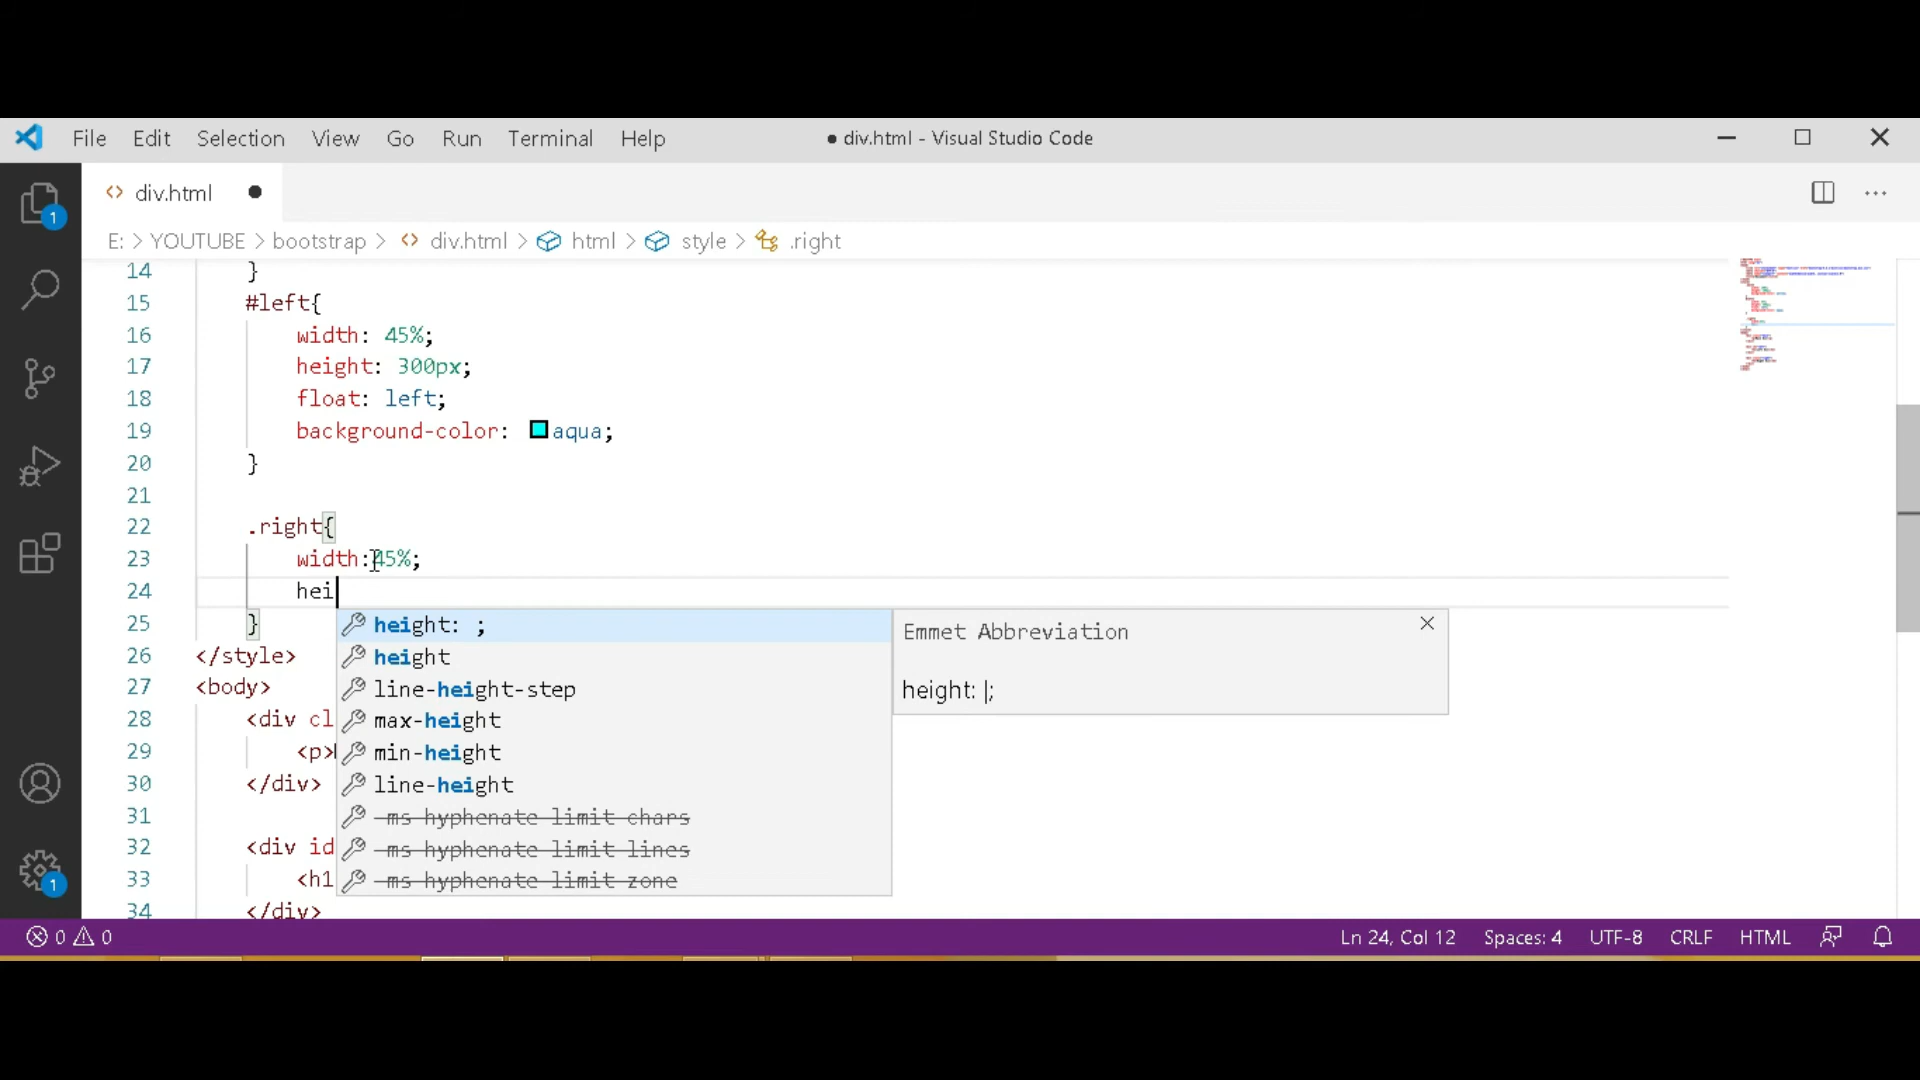 File Edit Selection View Go Run Terminal Help ● div.html - Visual Studio Code
div.html
E: > YOUTUBE > bootstrap > div.html > html > style > .right
14 }
15 #left{
16 width: 45%;
17 height: 300px;
18 float: left;
19 background-color: aqua;
20 }
21
22 .right{
23 width:45%;
24 hei
25 }
26 </style>
27 <body>
28 <div cl
29 <p>
30 </div>
31
32 <div id
33 <h1
34 </div>
height: ;
height
line-height-step
max-height
min-height
line-height
-ms-hyphenate-limit-chars
-ms-hyphenate-limit-lines
-ms-hyphenate-limit-zone
Emmet Abbreviation
height: |;
1
1
0 0 Ln 24, Col 12 Spaces: 4 UTF-8 CRLF HTML